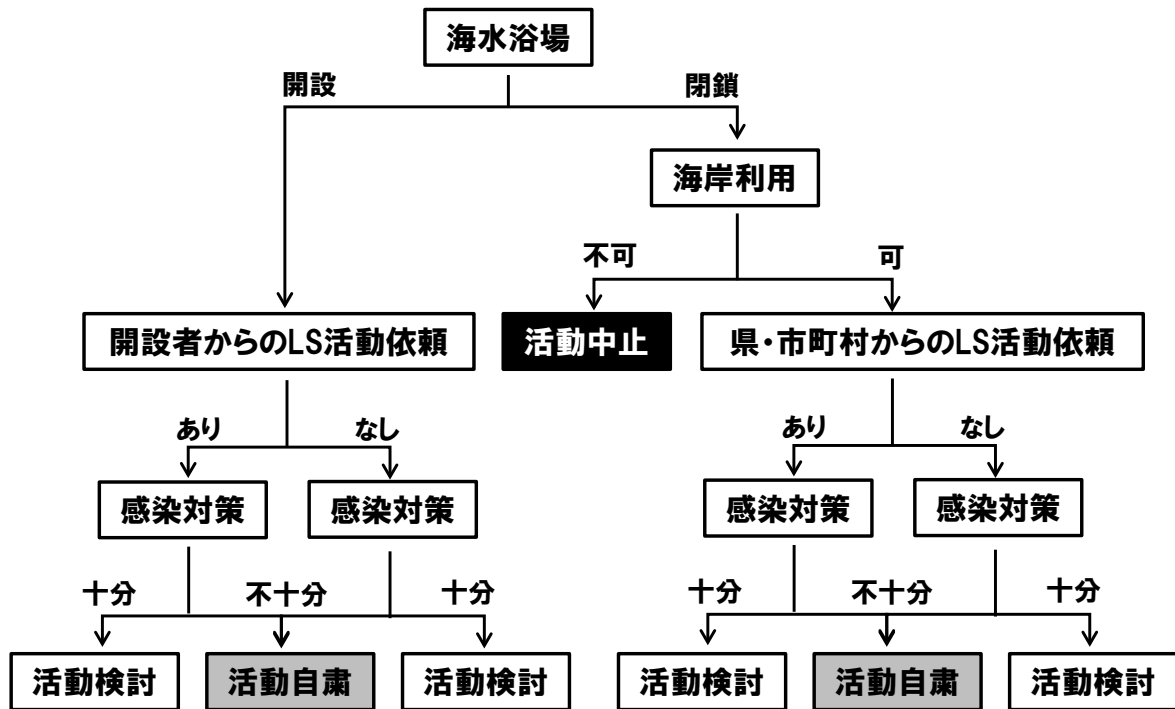 海水浴場
開設
閉鎖
海岸利用
不可
可
開設者からのLS活動依頼
活動中止
県・市町村からのLS活動依頼
あり
なし
あり
なし
感染対策
感染対策
感染対策
感染対策
十分
不十分
十分
十分
不十分
十分
活動検討
活動自粛
活動検討
活動検討
活動自粛
活動検討